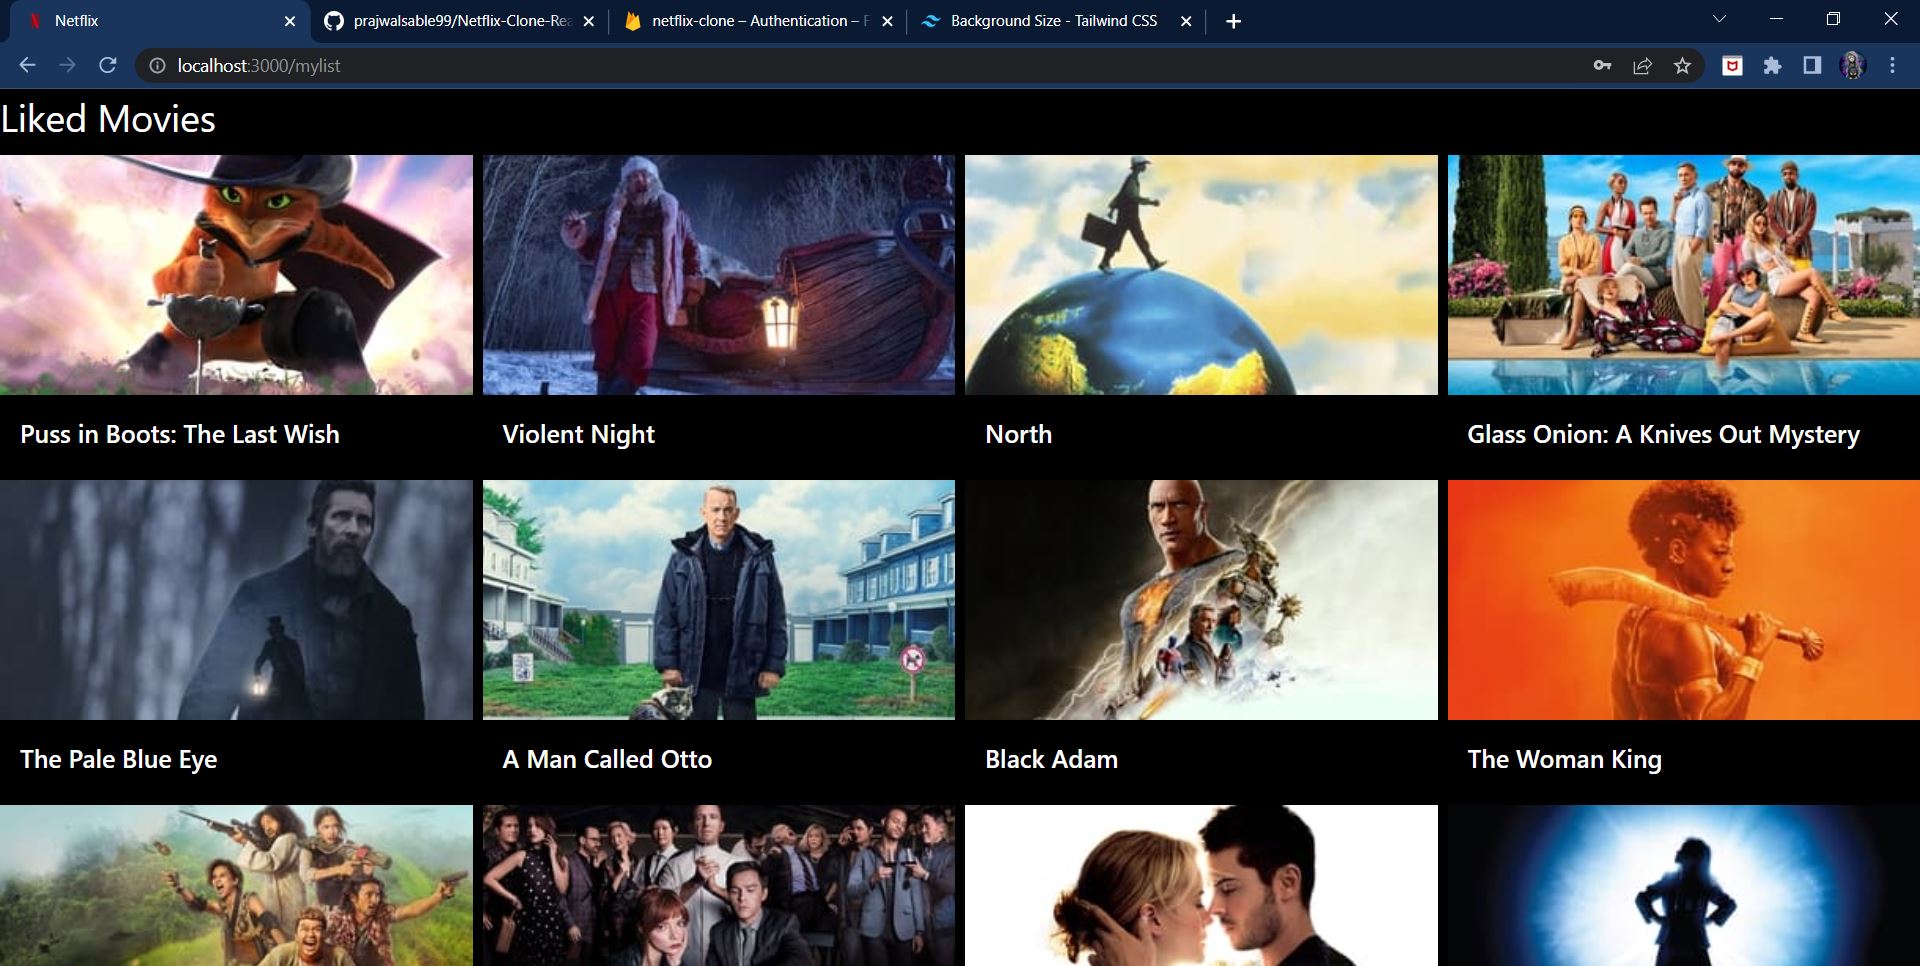 Netflix
prajwalsable99/Netflix-Clone-Rea
netflix-clone – Authentication – F
Background Size - Tailwind CSS
localhost:3000/mylist
Liked Movies
Puss in Boots: The Last Wish
Violent Night
North
Glass Onion: A Knives Out Mystery
The Pale Blue Eye
A Man Called Otto
Black Adam
The Woman King